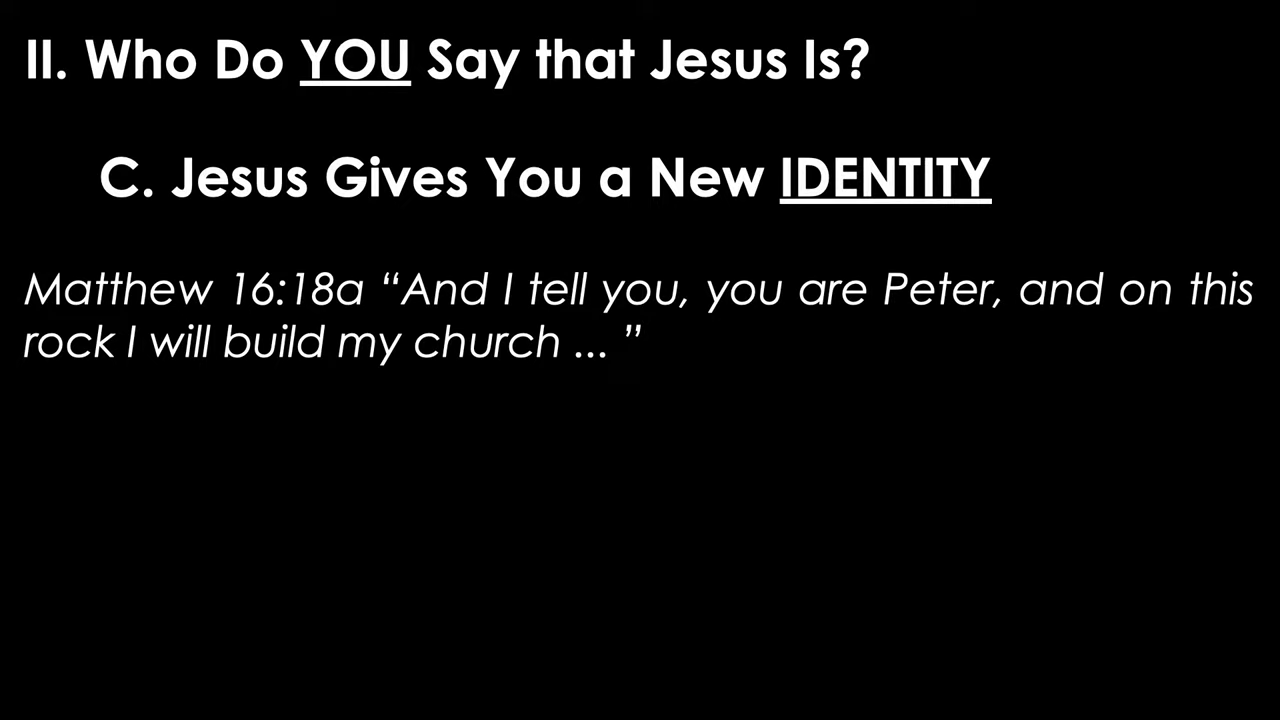 II. Who Do YOU Say that Jesus Is?
C. Jesus Gives You a New IDENTITY
Matthew 16:18a “And I tell you, you are Peter, and on this
rock I will build my church ... ”